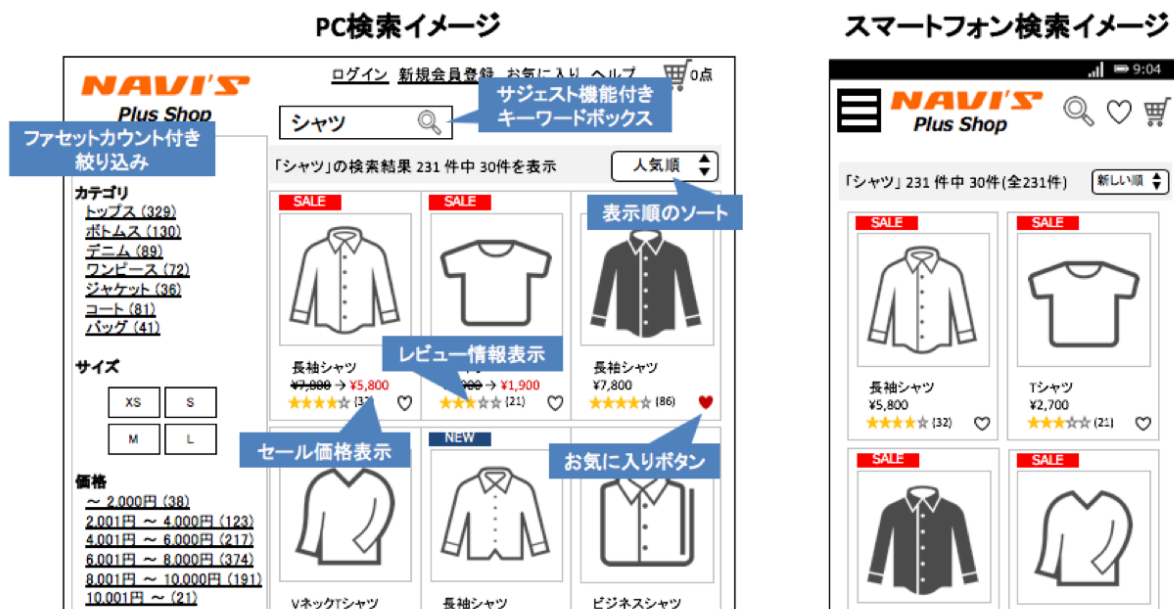 PC検索イメージ
NAVI'S
Plus Shop
ログイン 新規会員登録 お気に入り ヘルプ 0点
サジェスト機能付き
キーワードボックス
シャツ
ファセットカウント付き
絞り込み
「シャツ」の検索結果 231 件中 30件を表示
人気順
表示順のソート
カテゴリ
トップス (329)
ボトムス (130)
デニム (89)
ワンピース (72)
ジャケット (36)
コート (81)
バッグ (41)
サイズ
XS
S
M
L
価格
～ 2,000円 (38)
2,001円 ～ 4,000円 (123)
4,001円 ～ 6,000円 (217)
6,001円 ～ 8,000円 (374)
8,001円 ～ 10,000円 (191)
10,001円 ～ (21)
SALE
長袖シャツ
¥7,800 → ¥5,800
SALE
→ ¥1,900
(21)
長袖シャツ
¥7,800
(86)
レビュー情報表示
セール価格表示
お気に入りボタン
VネックTシャツ
NEW
長袖シャツ
ビジネスシャツ
スマートフォン検索イメージ
9:04
NAVI'S
Plus Shop
「シャツ」 231 件中 30件(全231件)
新しい順
SALE
長袖シャツ
¥5,800
(32)
SALE
Tシャツ
¥2,700
(21)
SALE
SALE